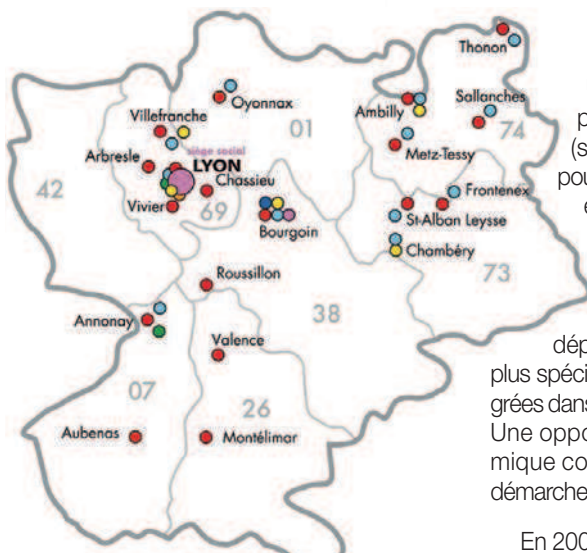 Thonon
Oyonnax
Sallanches
Villefranche
Ambilly
01
74
siège social
LYON
Arbresle
Metz-Tessy
42
Chassieu
Frontenex
Vivier
69
St-Alban Leysse
Bourgoin
Chambéry
73
Roussillon
38
Annonay
Valence
07
26
Aubenas
Montélimar
p
(s
pou
e
dép
plus spéci
grées dans
Une oppo
mique co
démarche
En 200